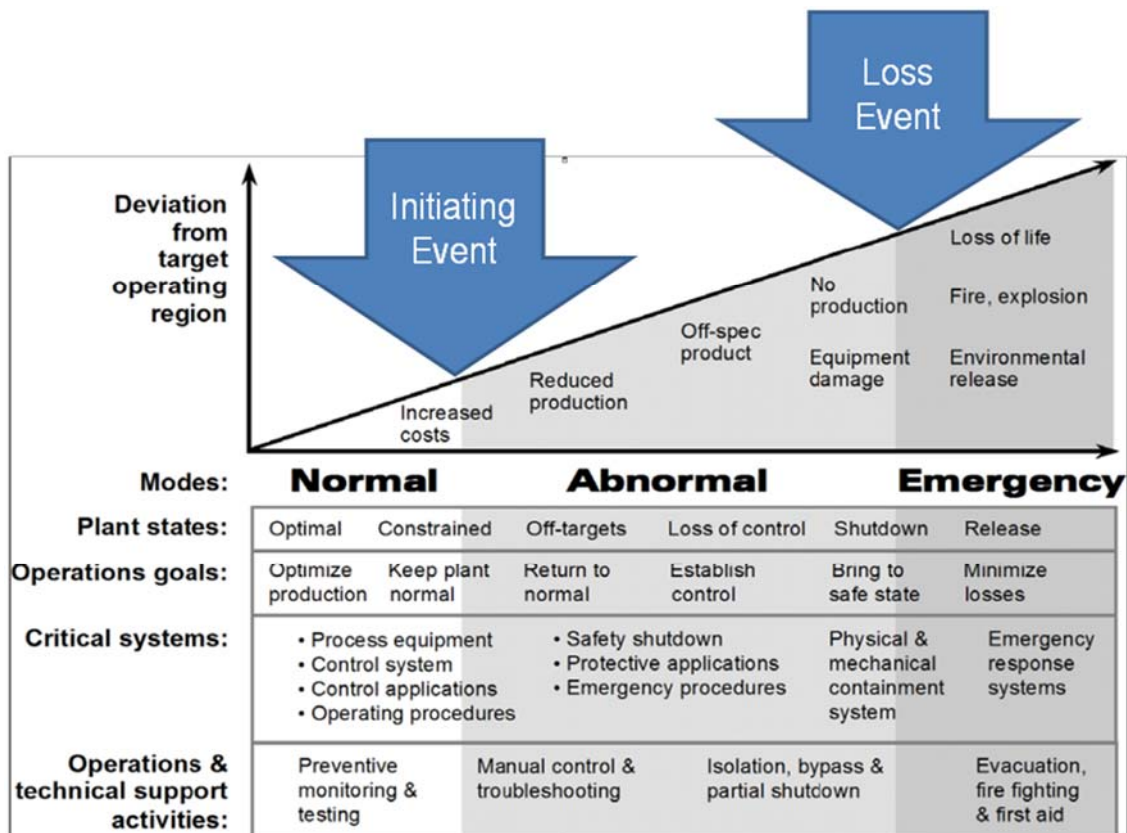 Loss
Event
Initiating
Event
Deviation
from
target
operating
region
Loss of life
No
production
Fire, explosion
Off-spec
product
Equipment
damage
Environmental
release
Reduced
production
Increased
costs
Modes:
Normal
Abnormal
Emergency
Plant states:
Optimal
Constrained
Off-targets
Loss of control
Shutdown
Release
Operations goals:
Optimize
production
Keep plant
normal
Return to
normal
Establish
control
Bring to
safe state
Minimize
losses
Critical systems:
• Process equipment
• Control system
• Control applications
• Operating procedures
• Safety shutdown
• Protective applications
• Emergency procedures
Physical &
mechanical
containment
system
Emergency
response
systems
Operations &
technical support
activities:
Preventive
monitoring &
testing
Manual control &
troubleshooting
Isolation, bypass &
partial shutdown
Evacuation,
fire fighting
& first aid